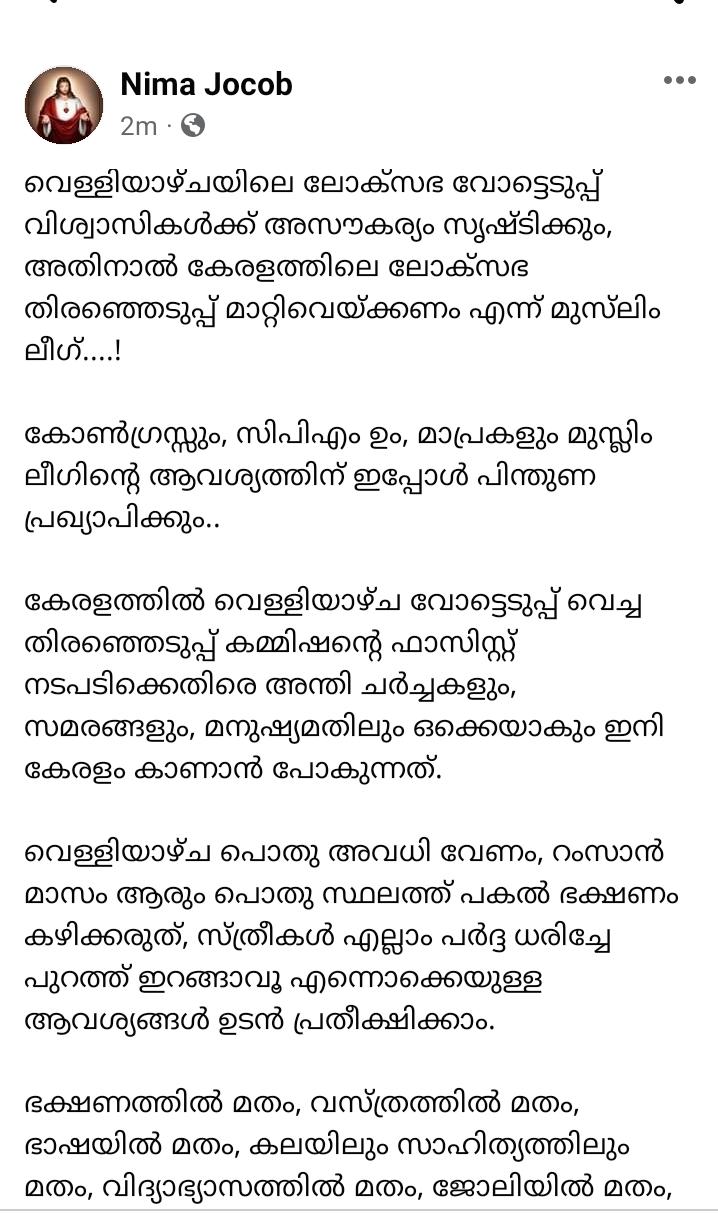 Nima Jocob
2m ·
വെള്ളിയാഴ്ചയിലെ ലോക്സഭ വോട്ടെടുപ്പ്
വിശ്വാസികൾക്ക് അസൗകര്യം സൃഷ്ടിക്കും,
അതിനാൽ കേരളത്തിലെ ലോക്സഭ
തിരഞ്ഞെടുപ്പ് മാറ്റിവെയ്ക്കണം എന്ന് മുസ്‌ലിം
ലീഗ്....!
കോൺഗ്രസ്സും, സിപിഎം ഉം, മാപ്രകളും മുസ്ലിം
ലീഗിന്റെ ആവശ്യത്തിന് ഇപ്പോൾ പിന്തുണ
പ്രഖ്യാപിക്കും..
കേരളത്തിൽ വെള്ളിയാഴ്ച വോട്ടെടുപ്പ് വെച്ച
തിരഞ്ഞെടുപ്പ് കമ്മിഷന്റെ ഫാസിസ്റ്റ്
നടപടിക്കെതിരെ അന്തി ചർച്ചകളും,
സമരങ്ങളും, മനുഷ്യമതിലും ഒക്കെയാകും ഇനി
കേരളം കാണാൻ പോകുന്നത്.
വെള്ളിയാഴ്ച പൊതു അവധി വേണം, റംസാൻ
മാസം ആരും പൊതു സ്ഥലത്ത് പകൽ ഭക്ഷണം
കഴിക്കരുത്, സ്ത്രീകൾ എല്ലാം പർദ്ദ ധരിച്ചേ
പുറത്ത് ഇറങ്ങാവൂ എന്നൊക്കെയുള്ള
ആവശ്യങ്ങൾ ഉടൻ പ്രതീക്ഷിക്കാം.
ഭക്ഷണത്തിൽ മതം, വസ്ത്രത്തിൽ മതം,
ഭാഷയിൽ മതം, കലയിലും സാഹിത്യത്തിലും
മതം, വിദ്യാഭ്യാസത്തിൽ മതം, ജോലിയിൽ മതം,